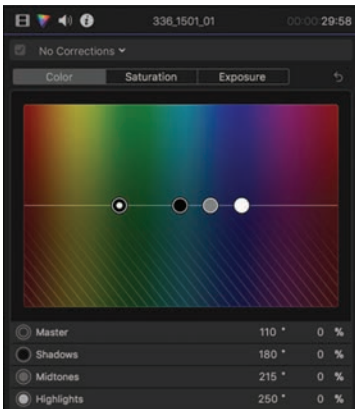 336_1501_01 00:00:29:58
No Corrections
Color Saturation Exposure
Master 110 ° 0 %
Shadows 180 ° 0 %
Midtones 215 ° 0 %
Highlights 250 ° 0 %